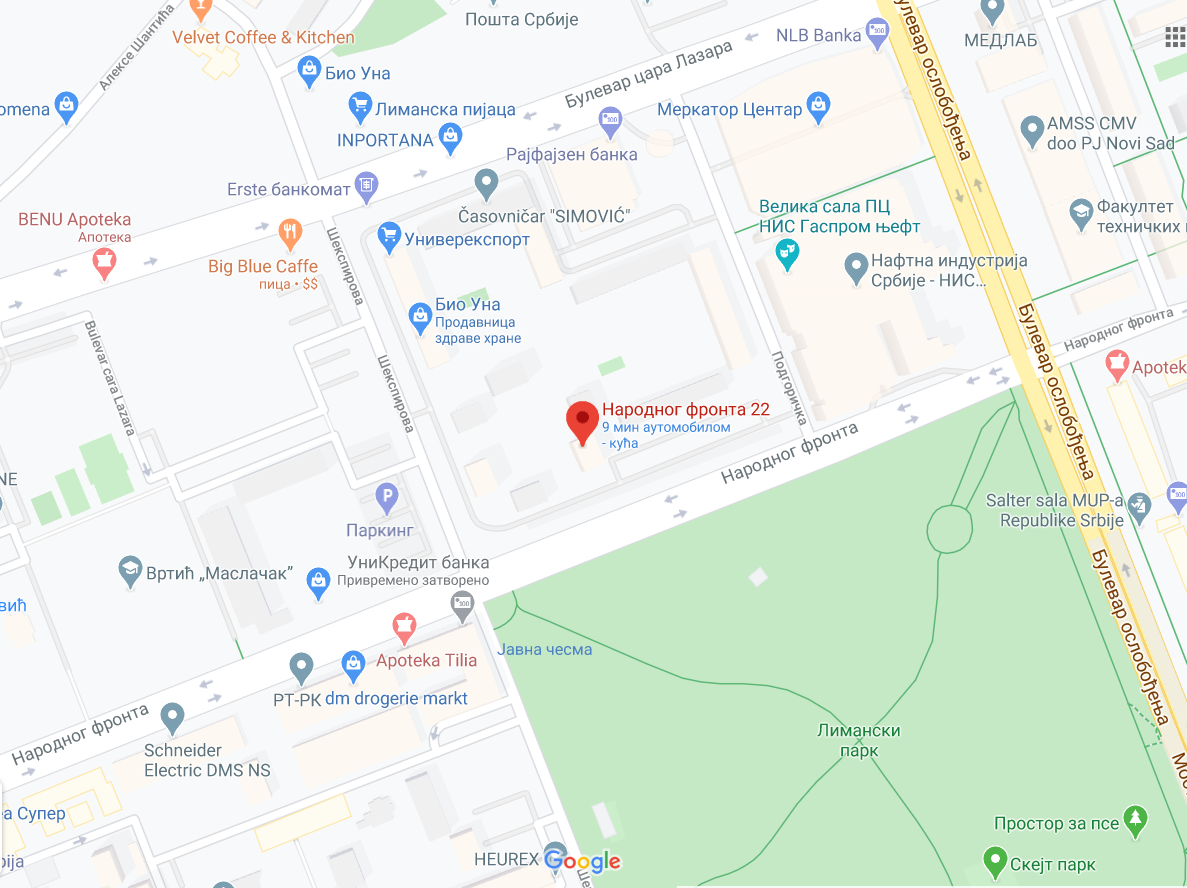 Пошта Србије
Velvet Coffee & Kitchen
NLB Banka
МЕДЛАБ
Алексе Шантића
Булевар цара Лазара
Булевар ослобођења
Био Уна
omena
Лиманска пијаца
Меркатор Центар
INPORTANA
AMSS CMV
doo PJ Novi Sad
Рајфајзен банка
Erste банкомат
BENU Apoteka
Апотека
Časovničar "SIMOVIĆ"
Велика сала ПЦ
НИС Гаспром њефт
Факултет
техничких
Универекспорт
Шекспирова
Big Blue Caffe
пица • $$
Нафтна индустрија
Србије - НИС...
Био Уна
Продавница
здраве хране
Bulevar cara Lazara
Шекспирова
Подгоричка
Булевар ослобођења
Народног фронта
Apotek
Народног фронта 22
9 мин аутомобилом
- кућа
Народног фронта
NE
Паркинг
Salter sala MUP-a
Republike Srbije
УниКредит банка
Привремено затворено
Вртић „Маслачак”
вић
Булевар ослобођења
Јавна чесма
Apoteka Tilia
РТ-РК
dm drogerie markt
Народног фронта
Лимански
парк
Schneider
Electric DMS NS
Мос
а Супер
Простор за псе
ија
HEUREX
Google
Скејт парк
Ше